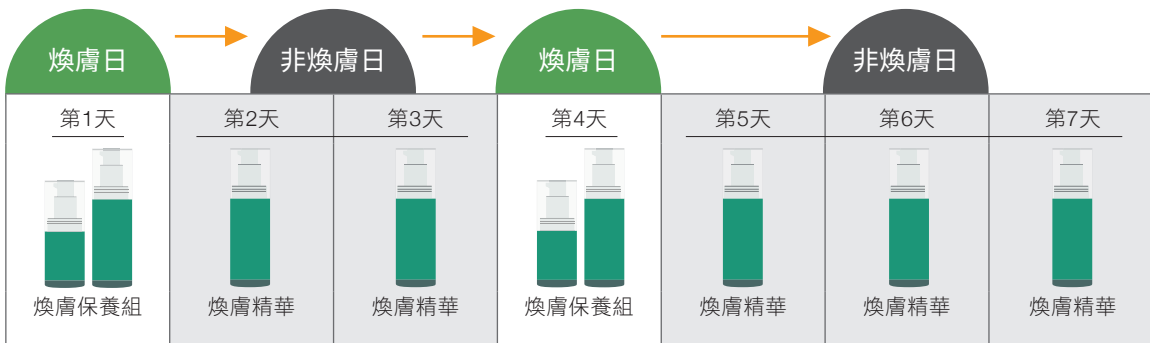 煥膚日
非煥膚日
煥膚日
非煥膚日
第1天
第2天
第3天
第4天
第5天
第6天
第7天
煥膚保養組
煥膚精華
煥膚精華
煥膚保養組
煥膚精華
煥膚精華
煥膚精華